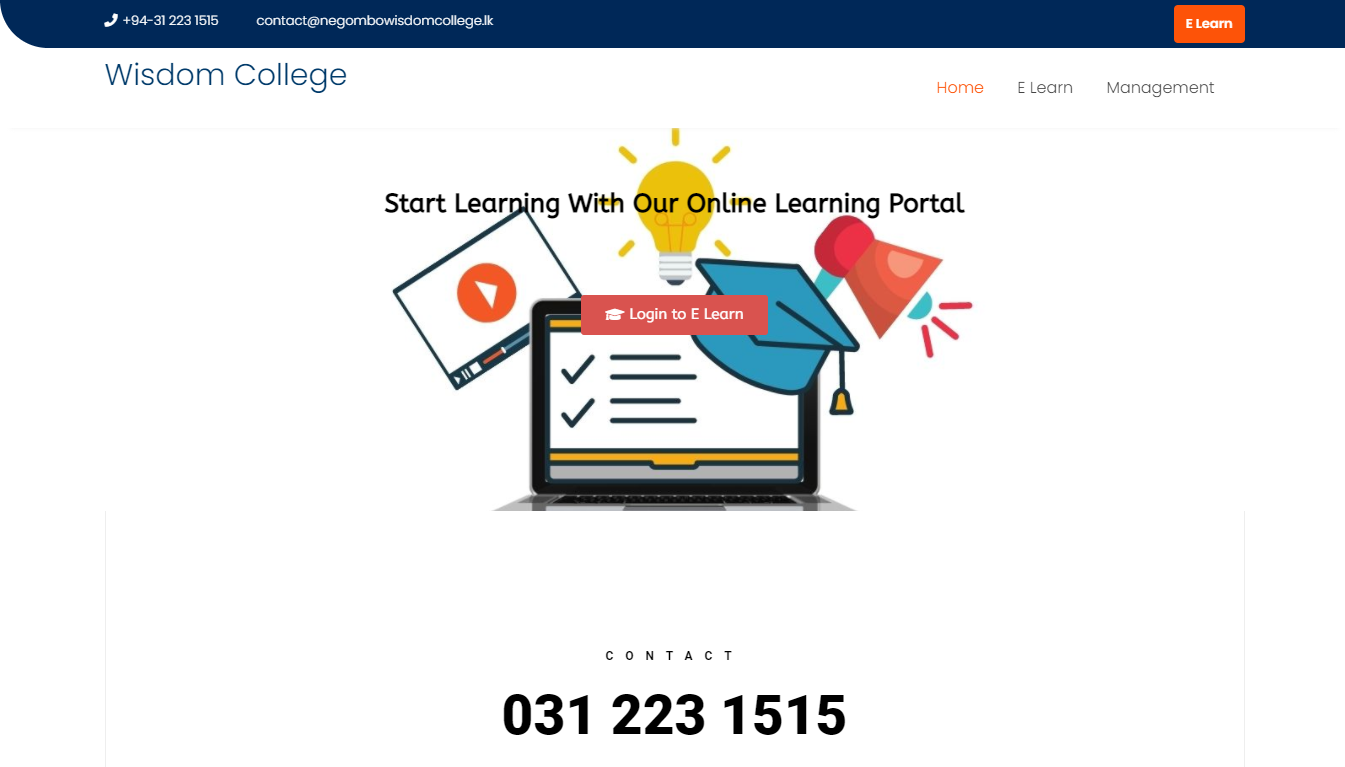 +94-31 223 1515 contact@negombowisdomcollege.lk E Learn
Wisdom College
Home E Learn Management
Start Learning With Our Online Learning Portal
Login to E Learn
CONTACT
031 223 1515